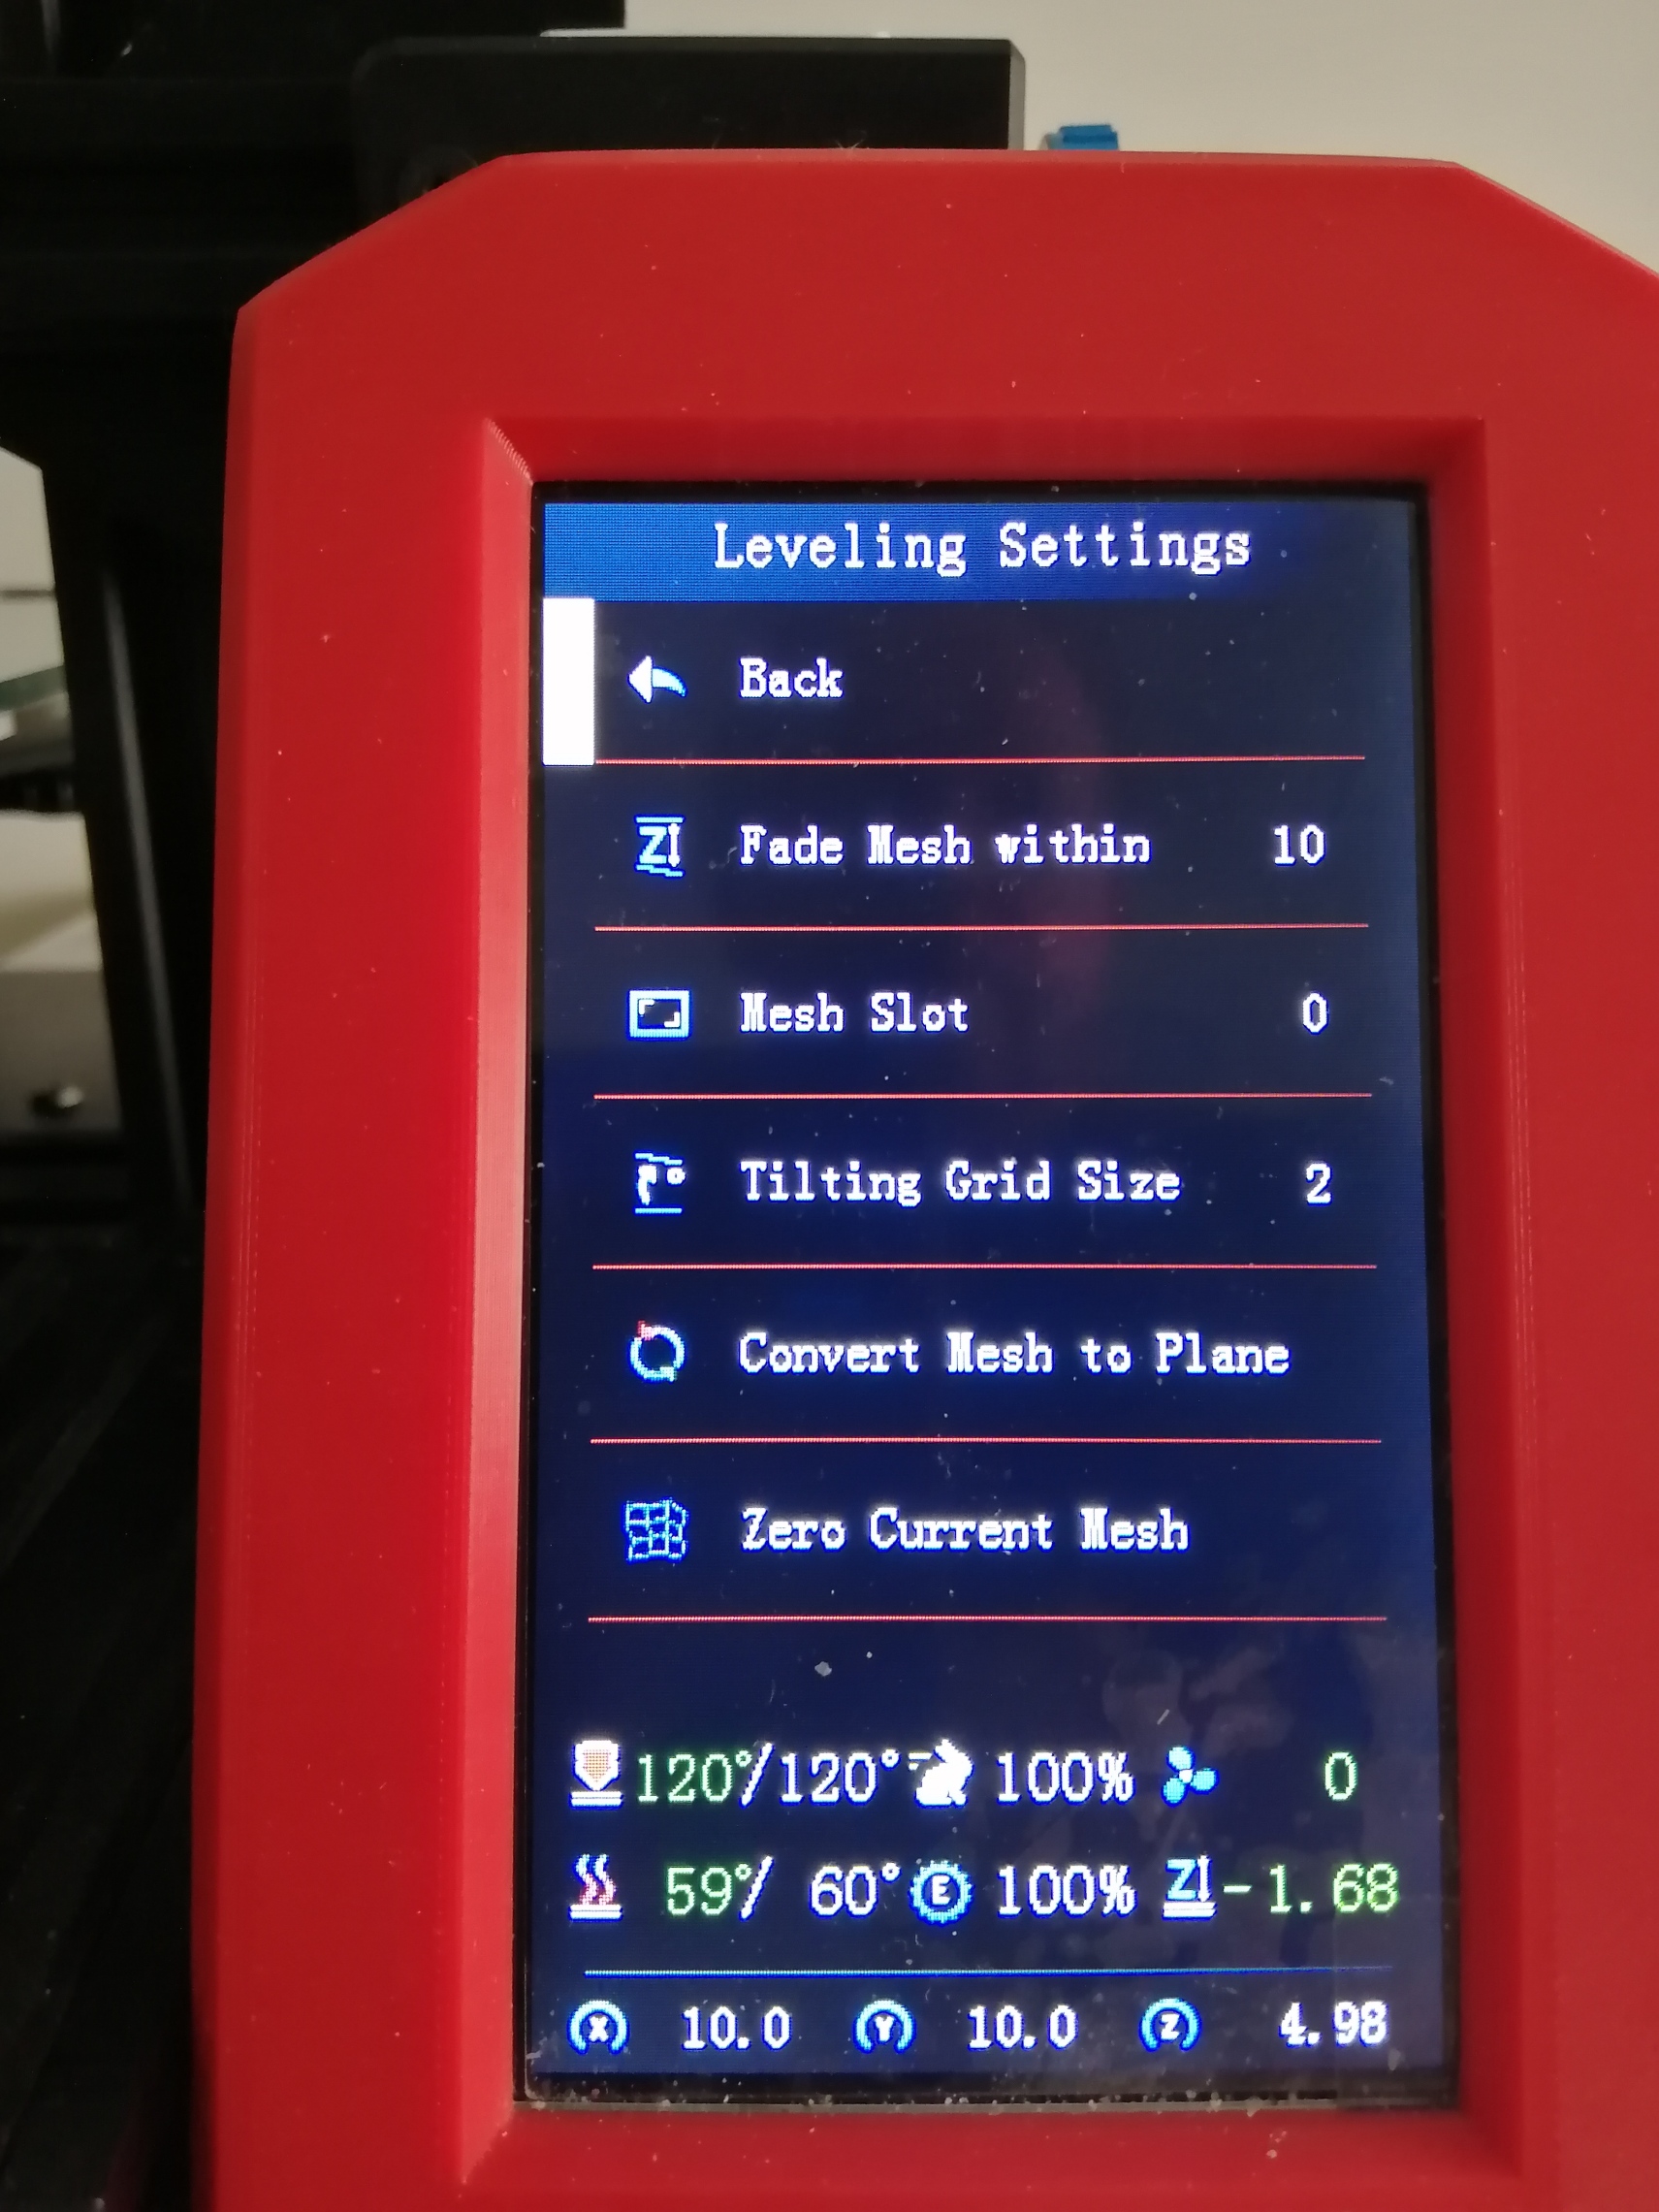 Leveling Settings
Back
Fade Mesh within 10
Mesh Slot 0
Tilting Grid Size 2
Convert Mesh to Plane
Zero Current Mesh
120°/120° 100% 0
59°/ 60° E 100% Z -1.68
X 10.0 Y 10.0 Z 4.98